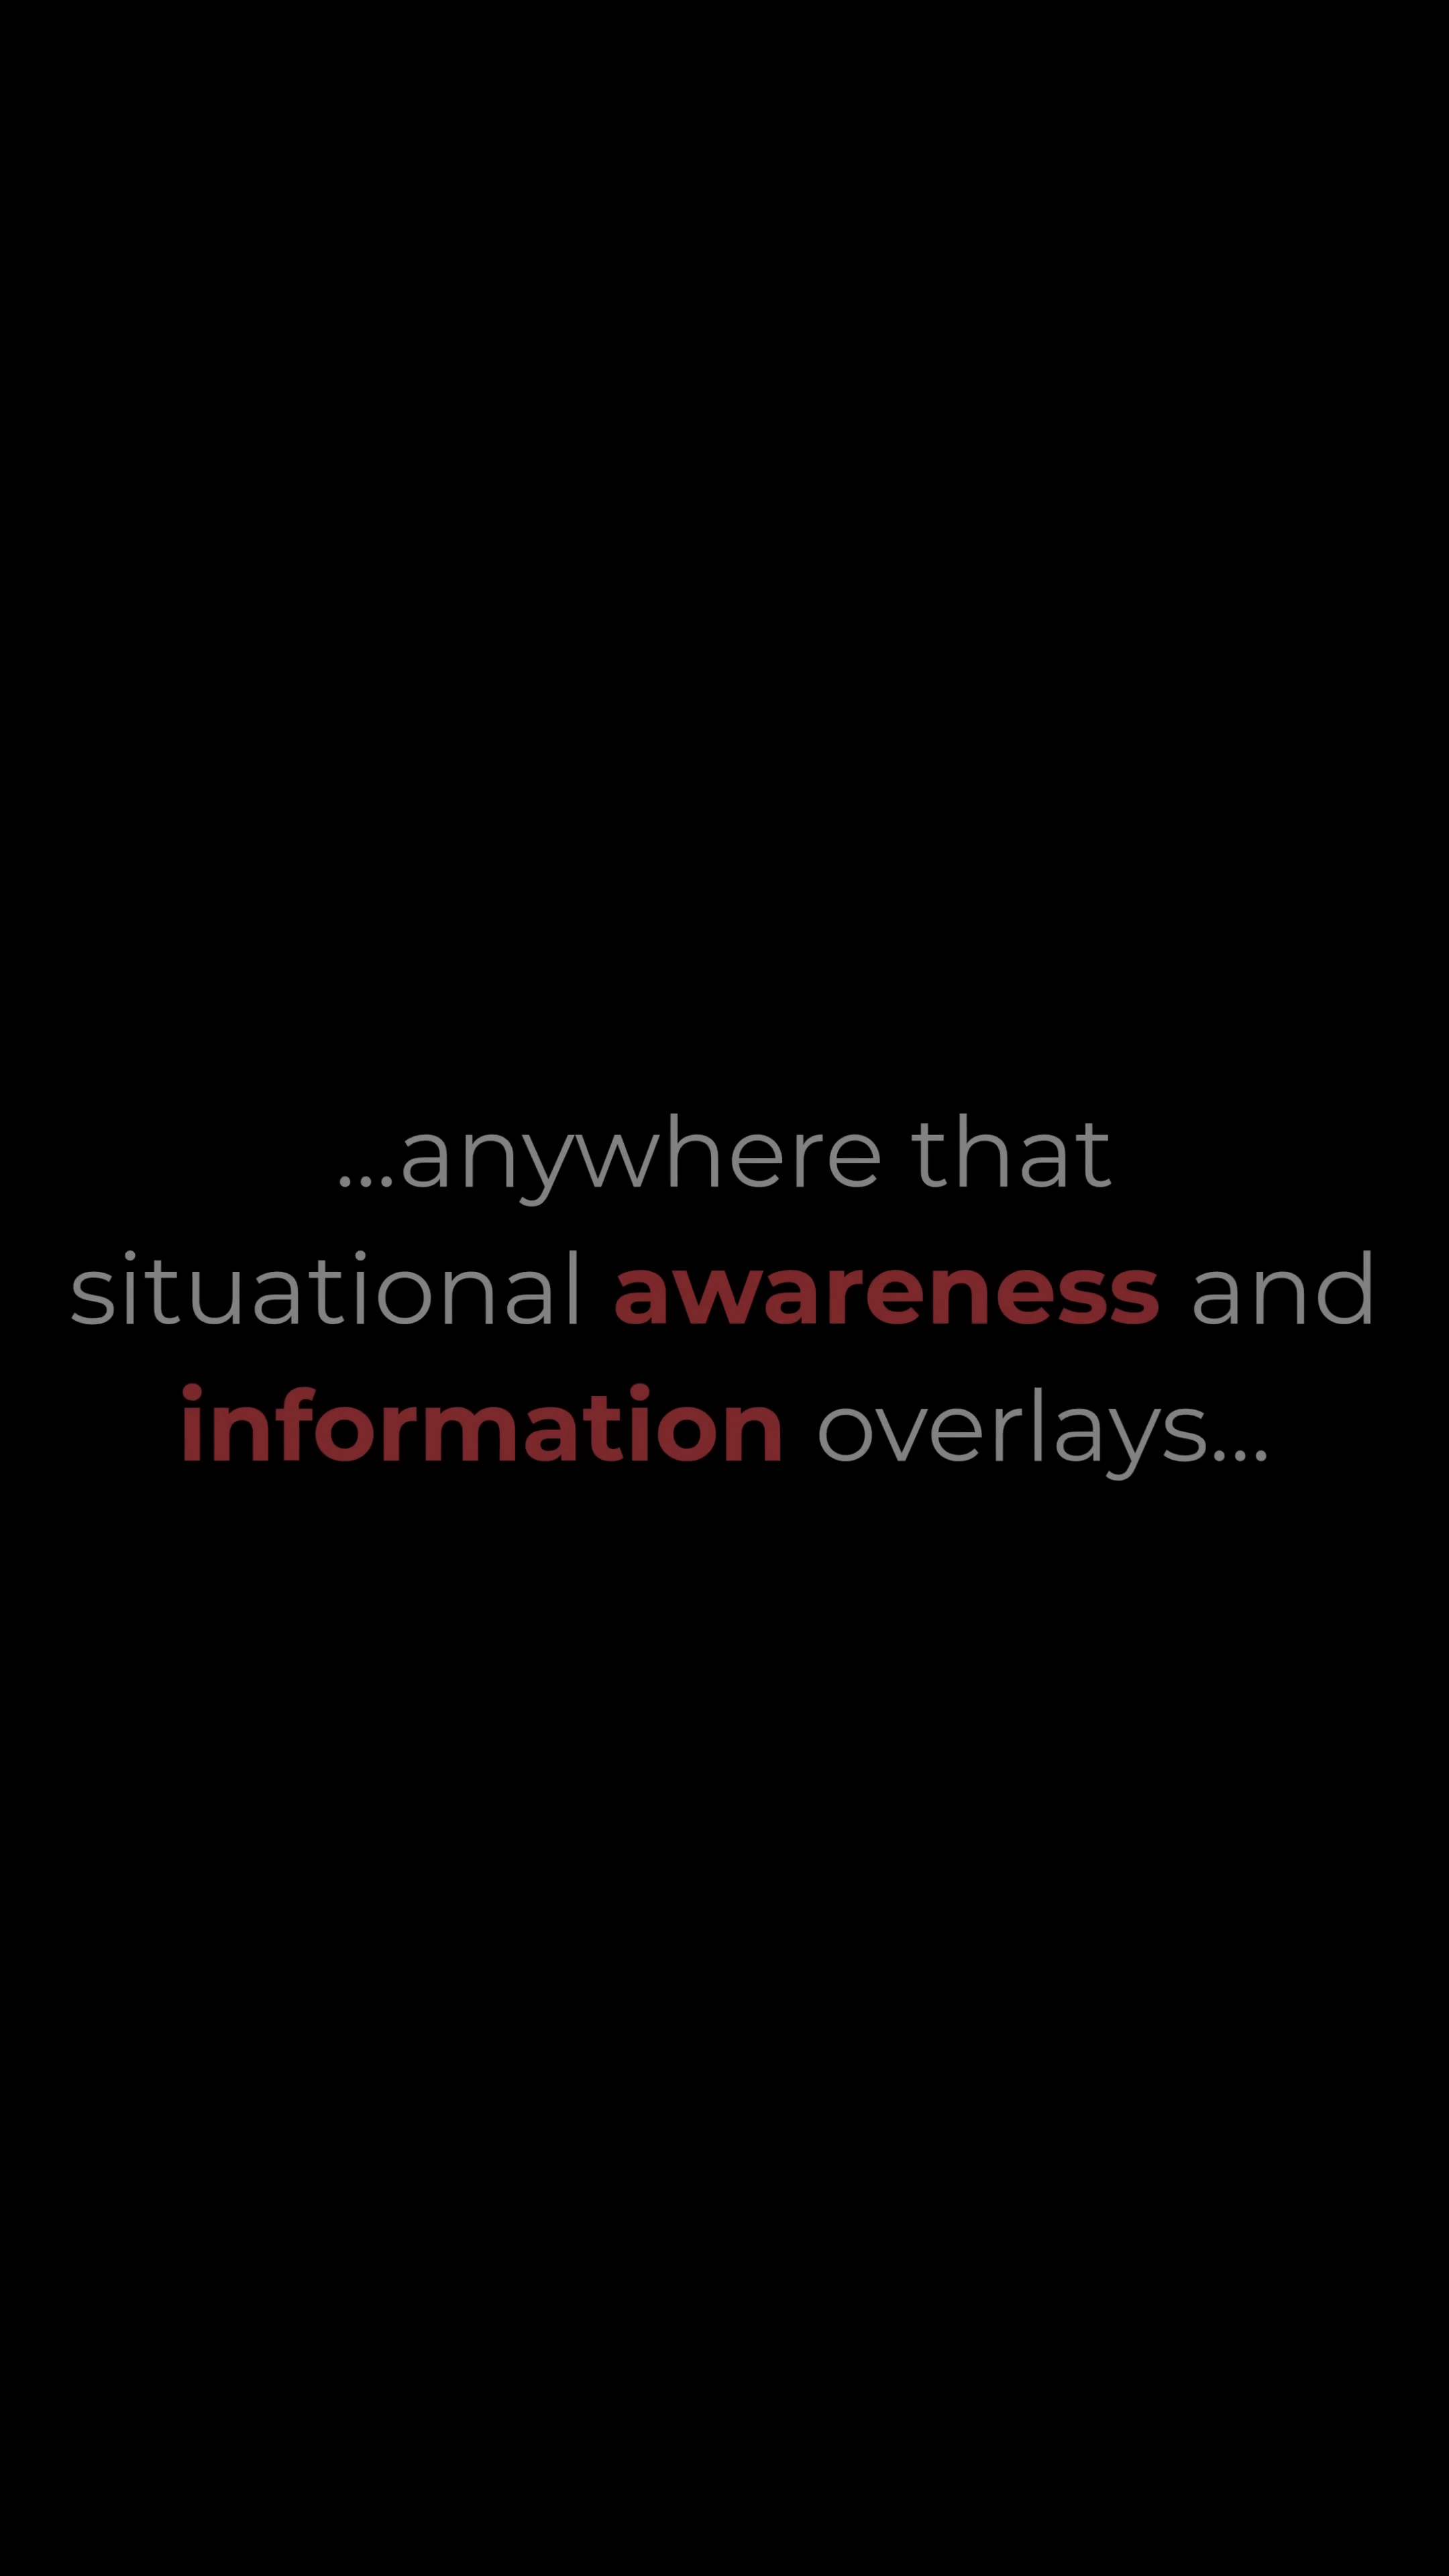 ...anywhere that
situational awareness and
information overlays...